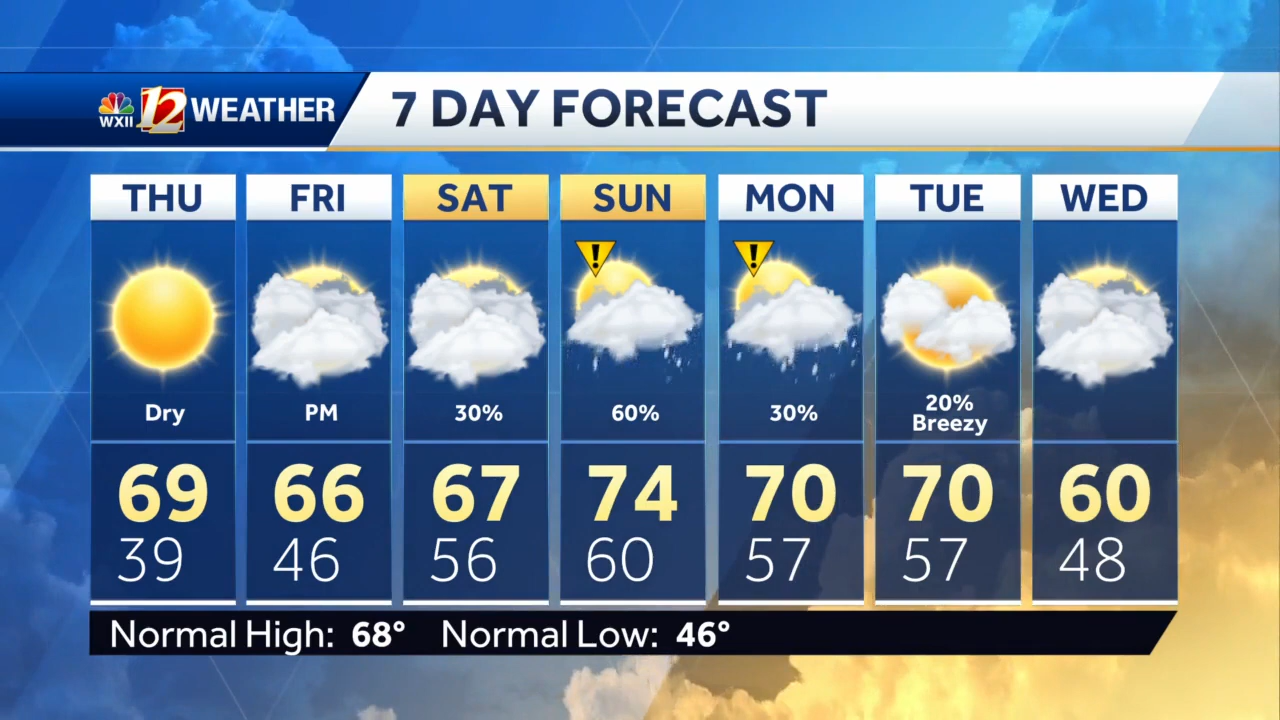 WXII 12 WEATHER
7 DAY FORECAST
THU FRI SAT SUN MON TUE WED
! !
Dry PM 30% 60% 30% 20% Breezy
69 66 67 74 70 70 60
39 46 56 60 57 57 48
Normal High: 68° Normal Low: 46°